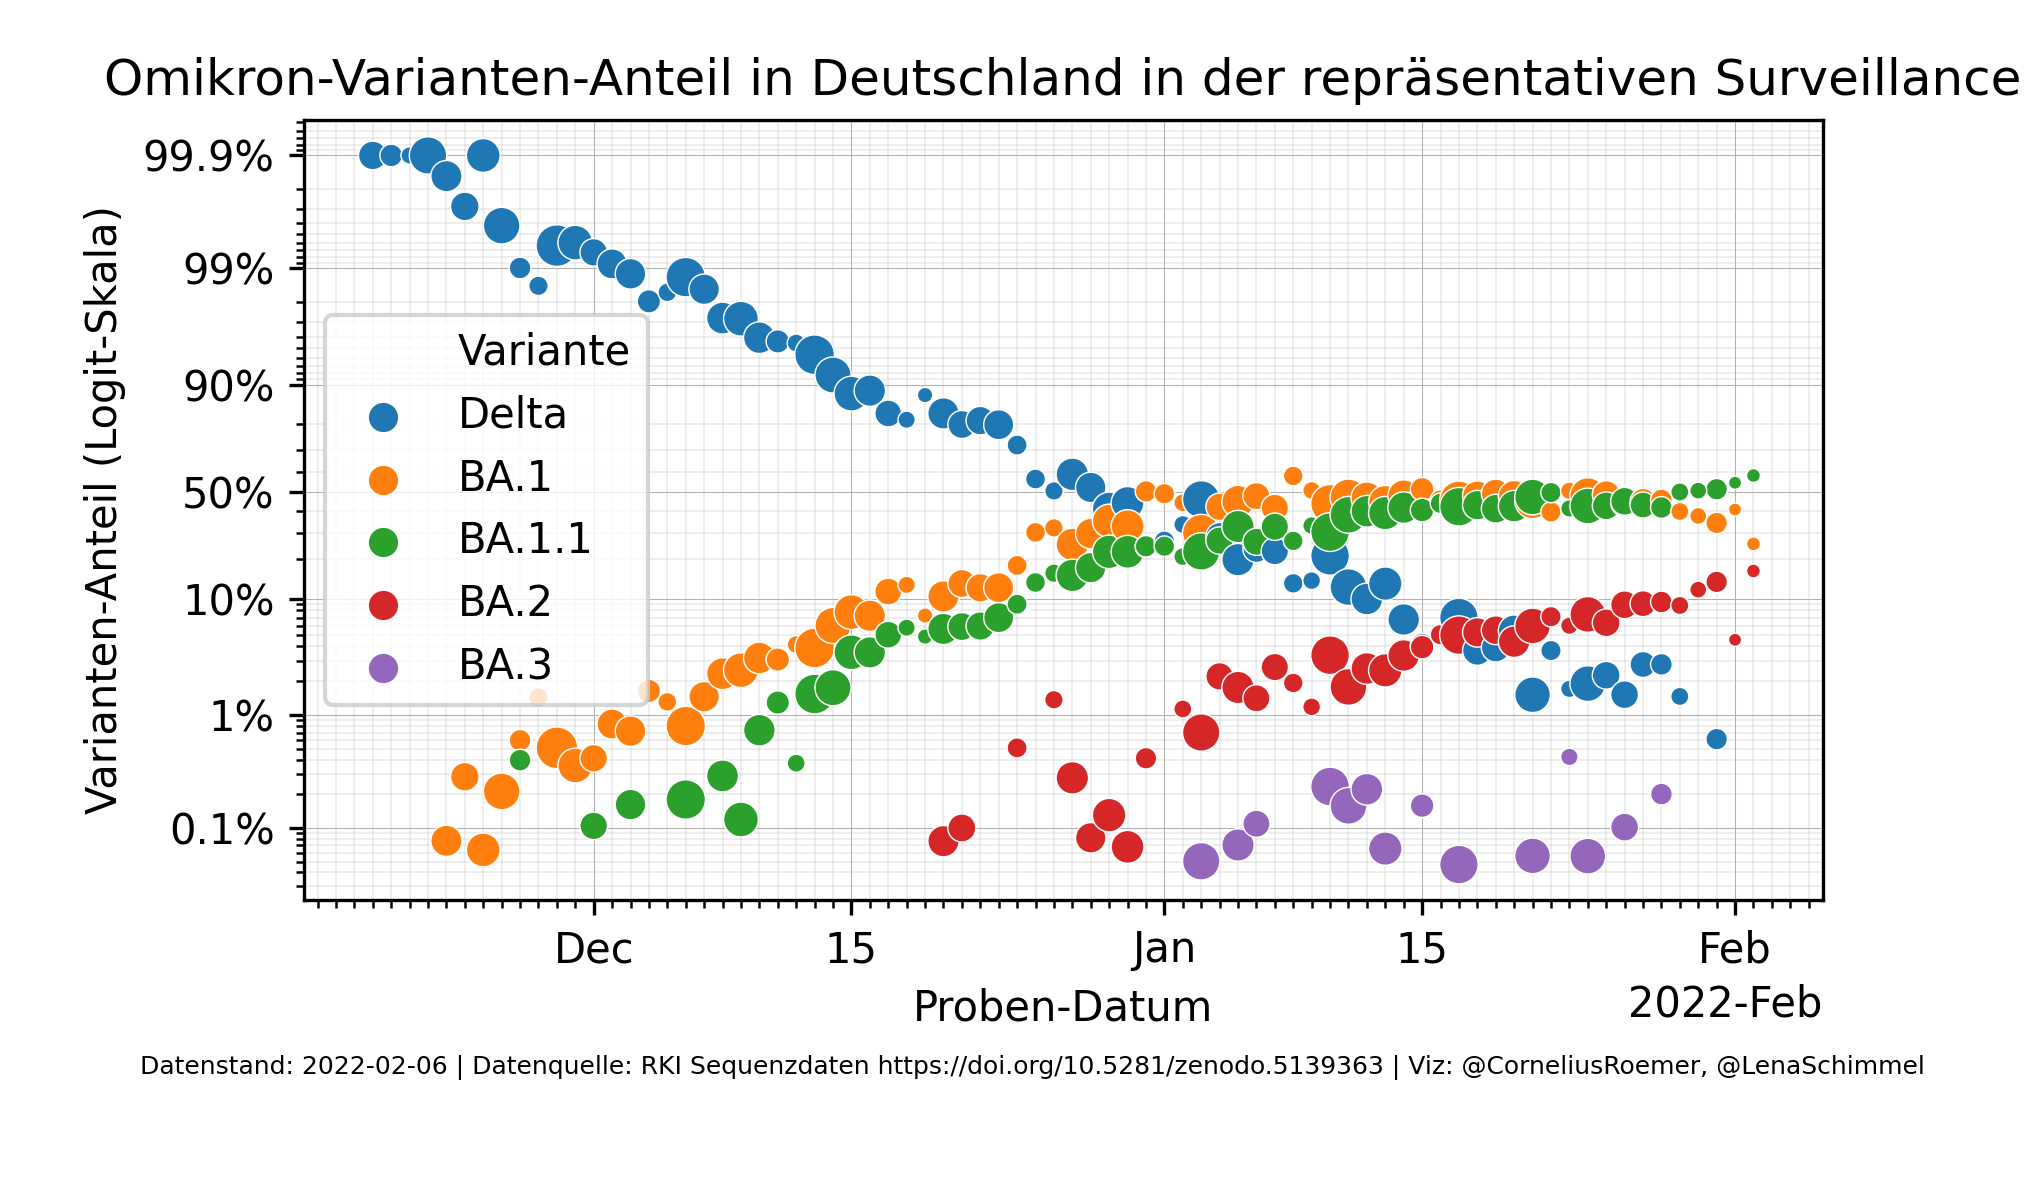 Omikron-Varianten-Anteil in Deutschland in der repräsentativen Surveillance
Varianten-Anteil (Logit-Skala)
99.9%
99%
90%
50%
10%
1%
0.1%
Variante
Delta
BA.1
BA.1.1
BA.2
BA.3
Dec
15
Jan
15
Feb
2022-Feb
Proben-Datum
Datenstand: 2022-02-06 | Datenquelle: RKI Sequenzdaten https://doi.org/10.5281/zenodo.5139363 | Viz: @CorneliusRoemer, @LenaSchimmel